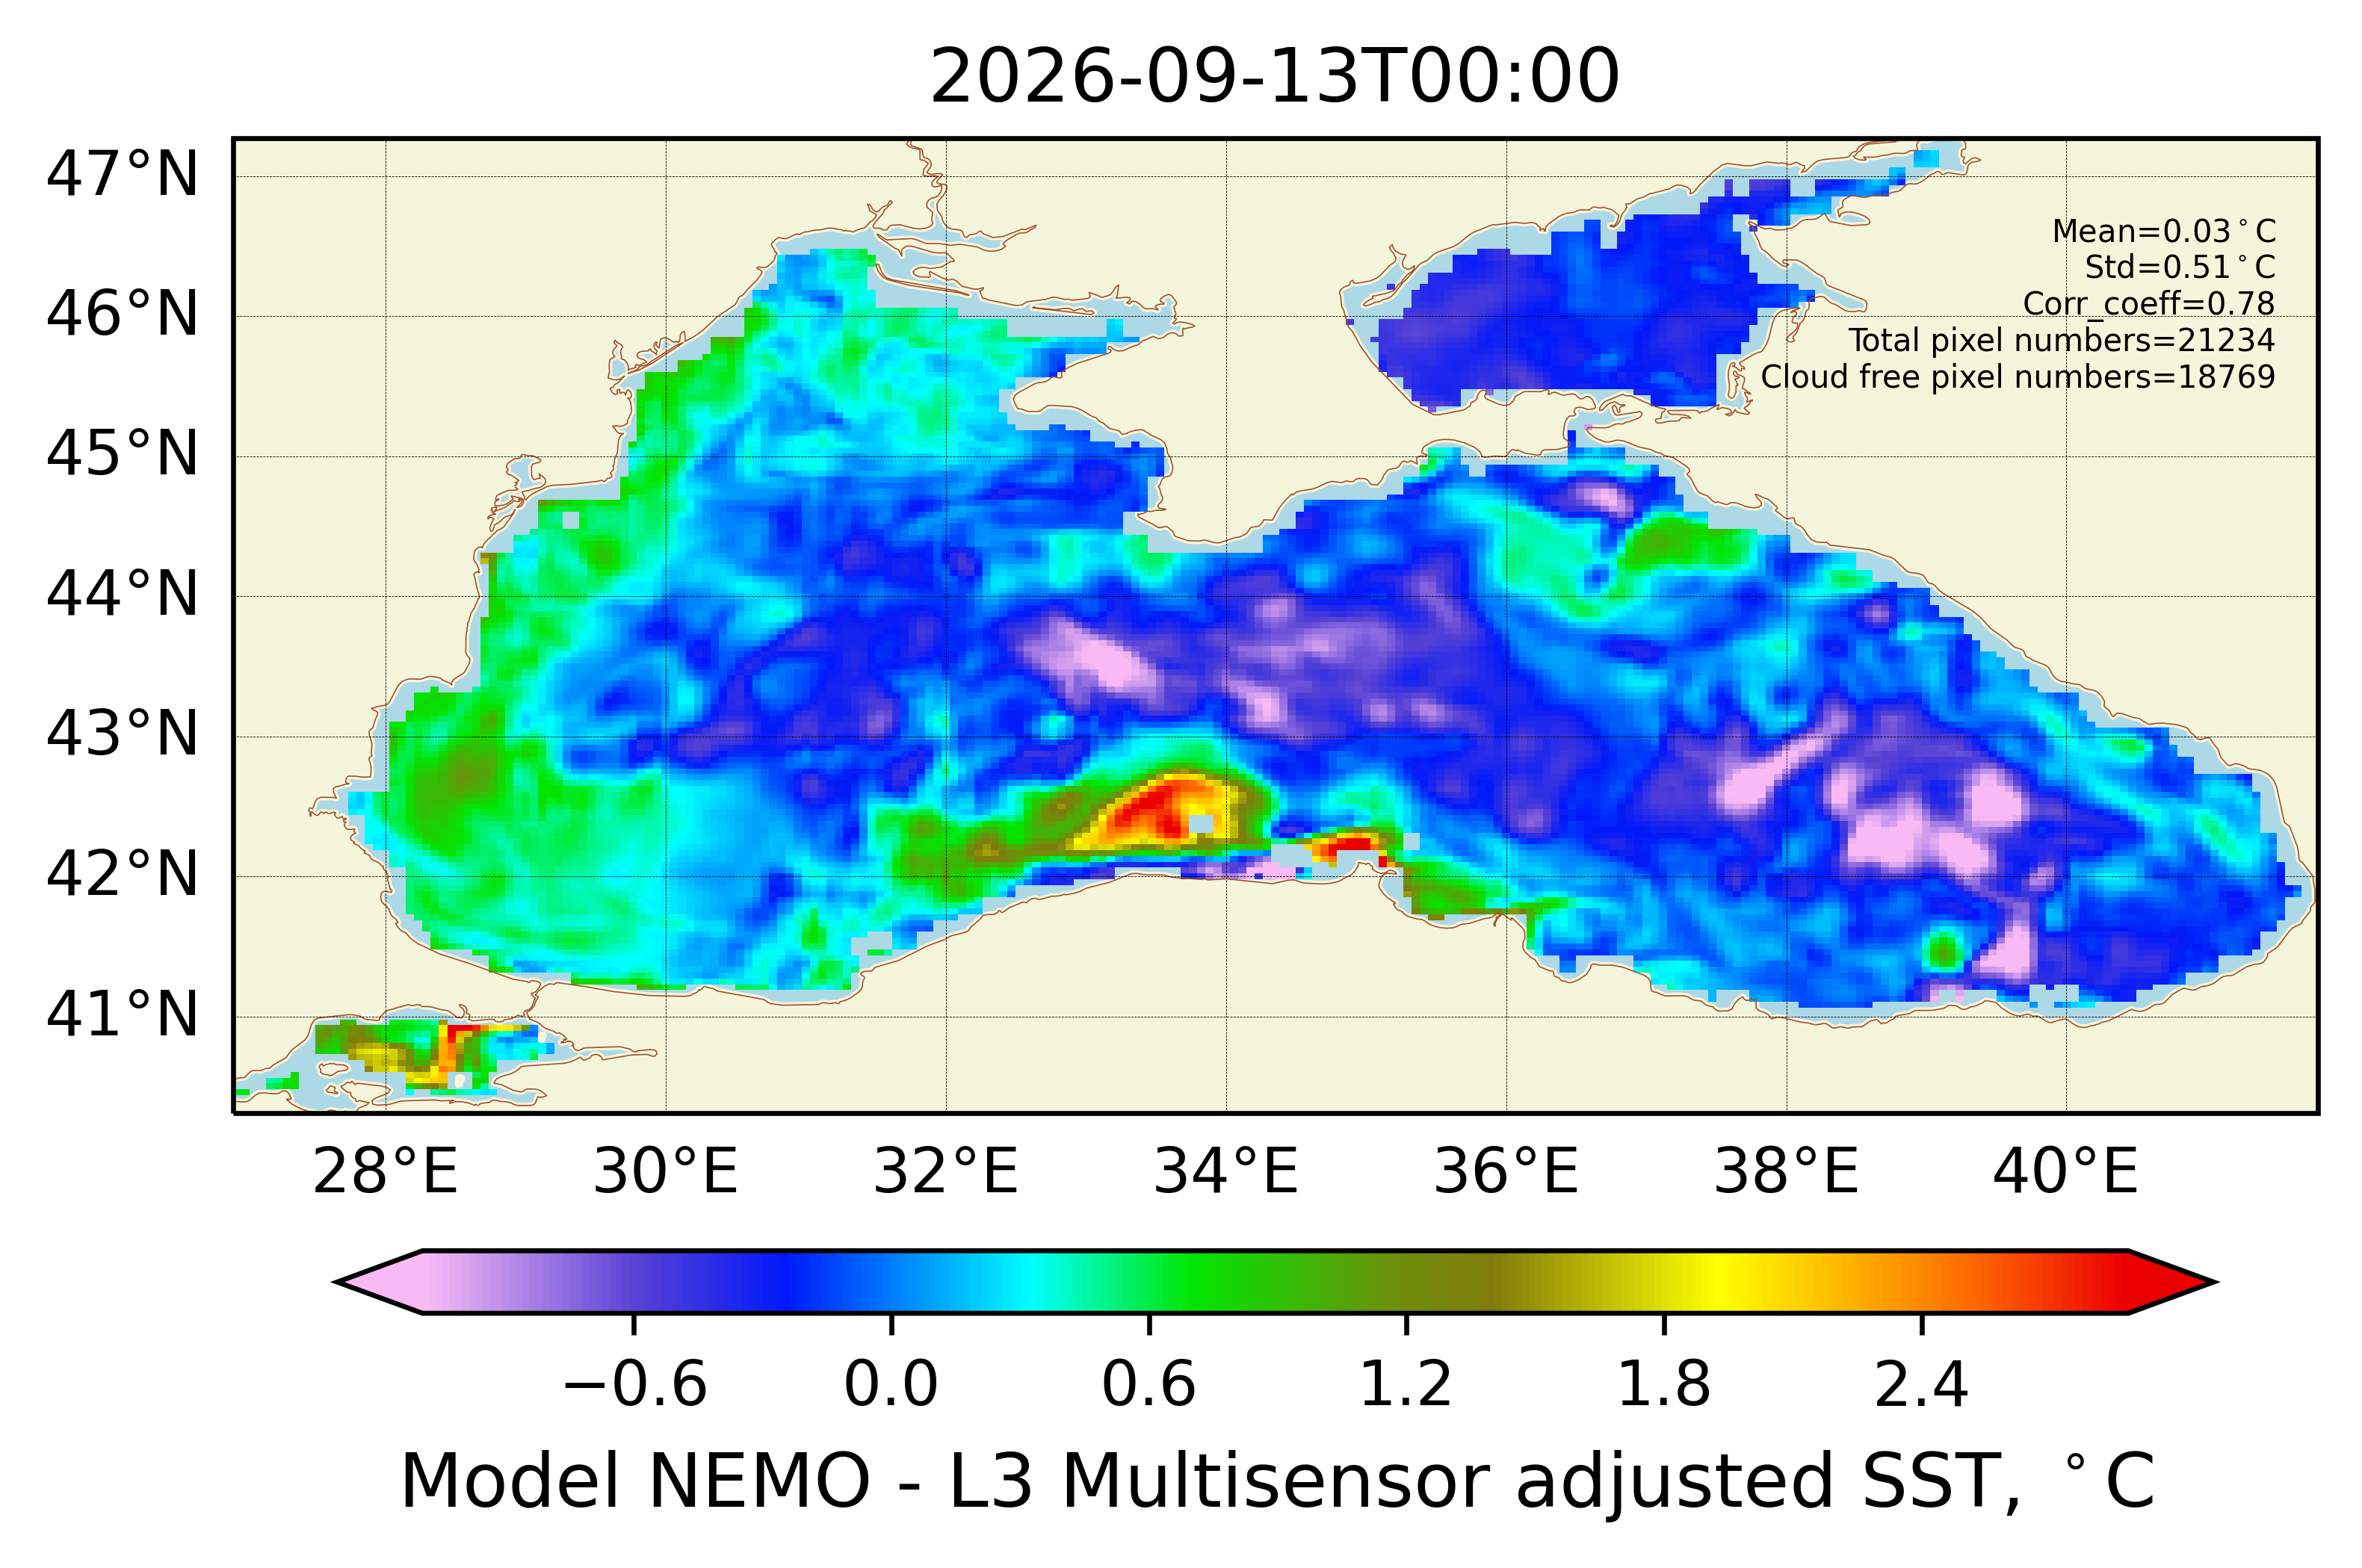 2026-09-13T00:00
47°N
46°N
45°N
44°N
43°N
42°N
41°N
Mean=0.03°C
Std=0.51°C
Corr_coeff=0.78
Total pixel numbers=21234
Cloud free pixel numbers=18769
28°E 30°E 32°E 34°E 36°E 38°E 40°E
−0.6 0.0 0.6 1.2 1.8 2.4
Model NEMO - L3 Multisensor adjusted SST, °C